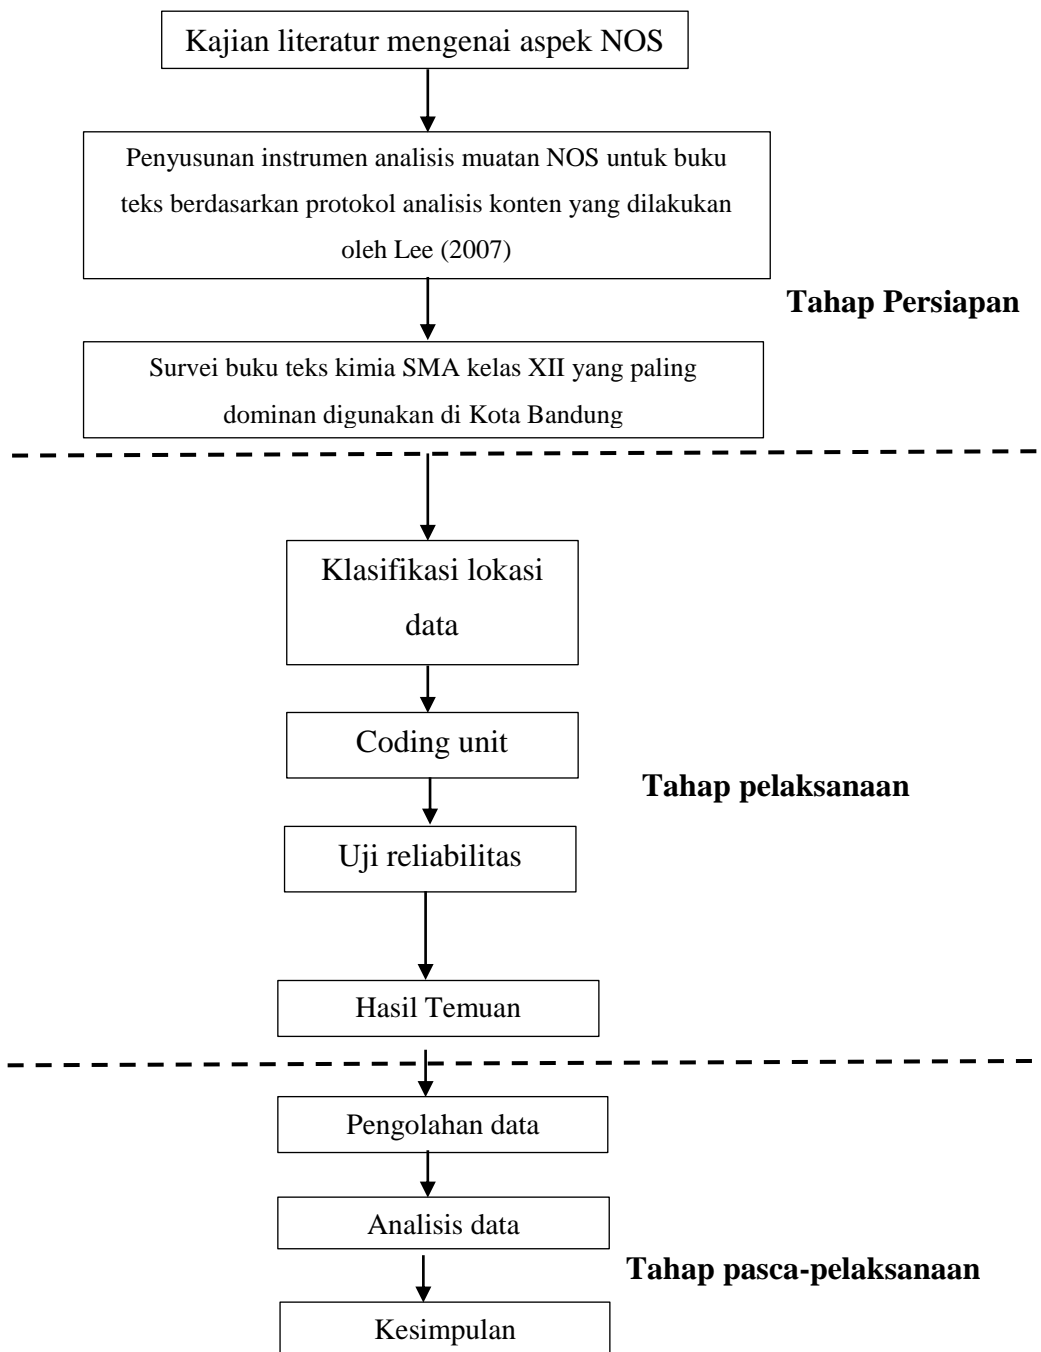 Kajian literatur mengenai aspek NOS
Penyusunan instrumen analisis muatan NOS untuk buku
teks berdasarkan protokol analisis konten yang dilakukan
oleh Lee (2007)
Tahap Persiapan
Survei buku teks kimia SMA kelas XII yang paling
dominan digunakan di Kota Bandung
Klasifikasi lokasi
data
Coding unit
Tahap pelaksanaan
Uji reliabilitas
Hasil Temuan
Pengolahan data
Analisis data
Tahap pasca-pelaksanaan
Kesimpulan